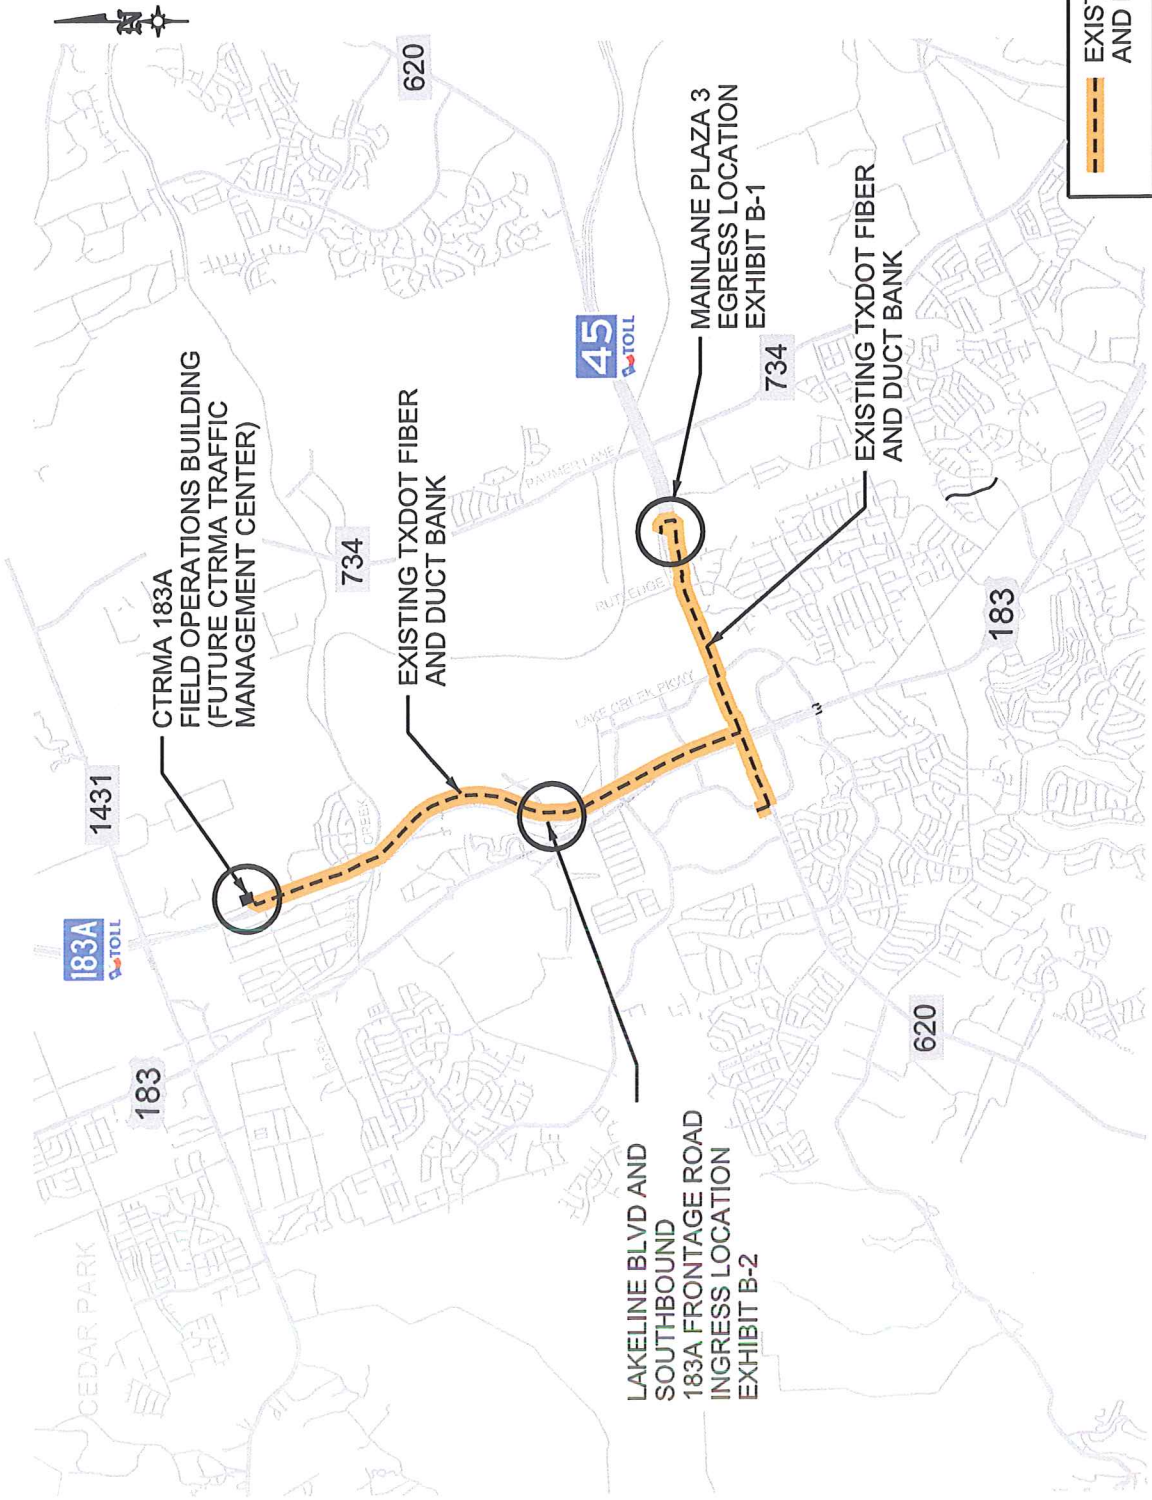 N
CTRMA 183A
FIELD OPERATIONS BUILDING
(FUTURE CTRMA TRAFFIC
MANAGEMENT CENTER)
1431
183A
TOLL
183
CEDAR PARK
620
734
EXISTING TXDOT FIBER
AND DUCT BANK
PARMER LANE
45
TOLL
MAINLANE PLAZA 3
EGRESS LOCATION
EXHIBIT B-1
734
LAKE CREEK PKWY
EXISTING TXDOT FIBER
AND DUCT BANK
LAKELINE BLVD AND
SOUTHBOUND
183A FRONTAGE ROAD
INGRESS LOCATION
EXHIBIT B-2
183
620
EXIST
AND